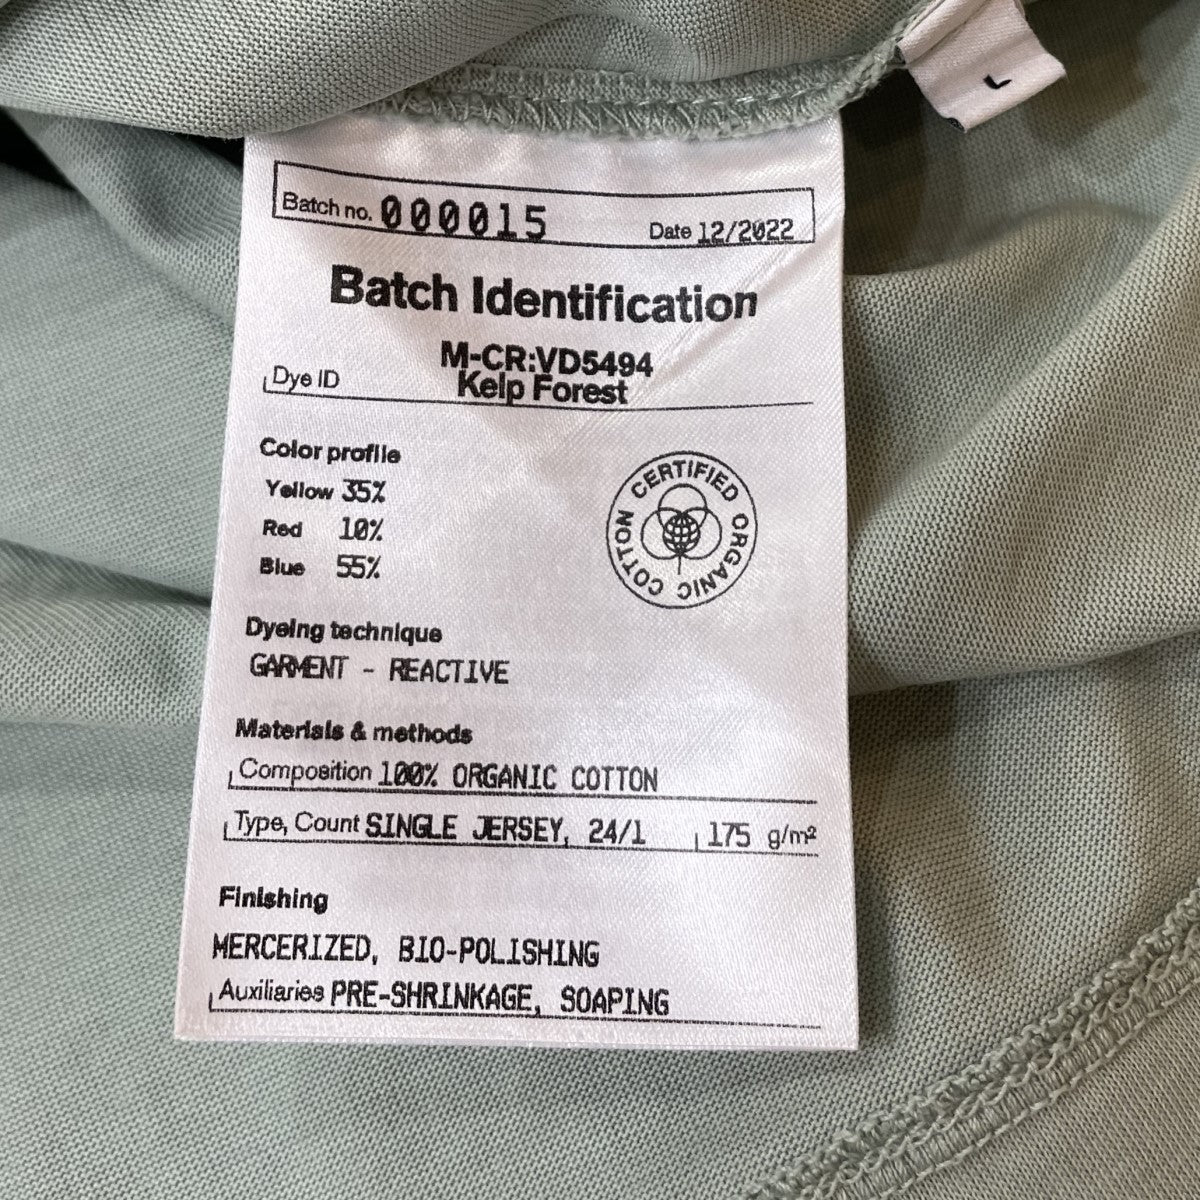 L
Batch no. 000015 Date 12/2022
Batch Identification
M-CR:VD5494
Dye ID Kelp Forest
Color profile
Yellow 35%
Red 10%
Blue 55%
CERTIFIED ORGANIC COTTON
Dyeing technique
GARMENT - REACTIVE
Materials & methods
Composition 100% ORGANIC COTTON
Type, Count SINGLE JERSEY, 24/1 175 g/m²
Finishing
MERCERIZED, BIO-POLISHING
Auxiliaries PRE-SHRINKAGE, SOAPING